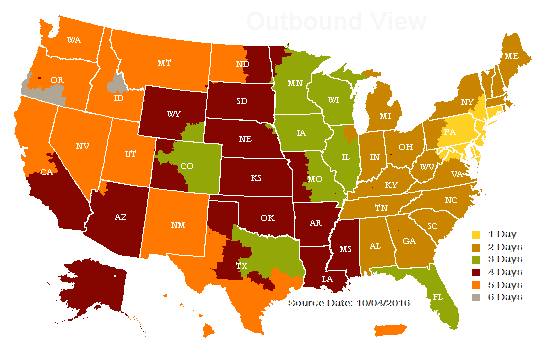 Outbound View
WA
MT
ND
ME
OR
ID
MN
SD
WI
NY
WY
MI
IA
PA
NE
NV
UT
IL
IN
OH
CO
WV
VA
CA
KS
MO
KY
NC
TN
AZ
NM
OK
AR
SC
MS
AL
GA
TX
LA
FL
1 Day
2 Days
3 Days
4 Days
5 Days
6 Days
Source Date: 10/04/2016